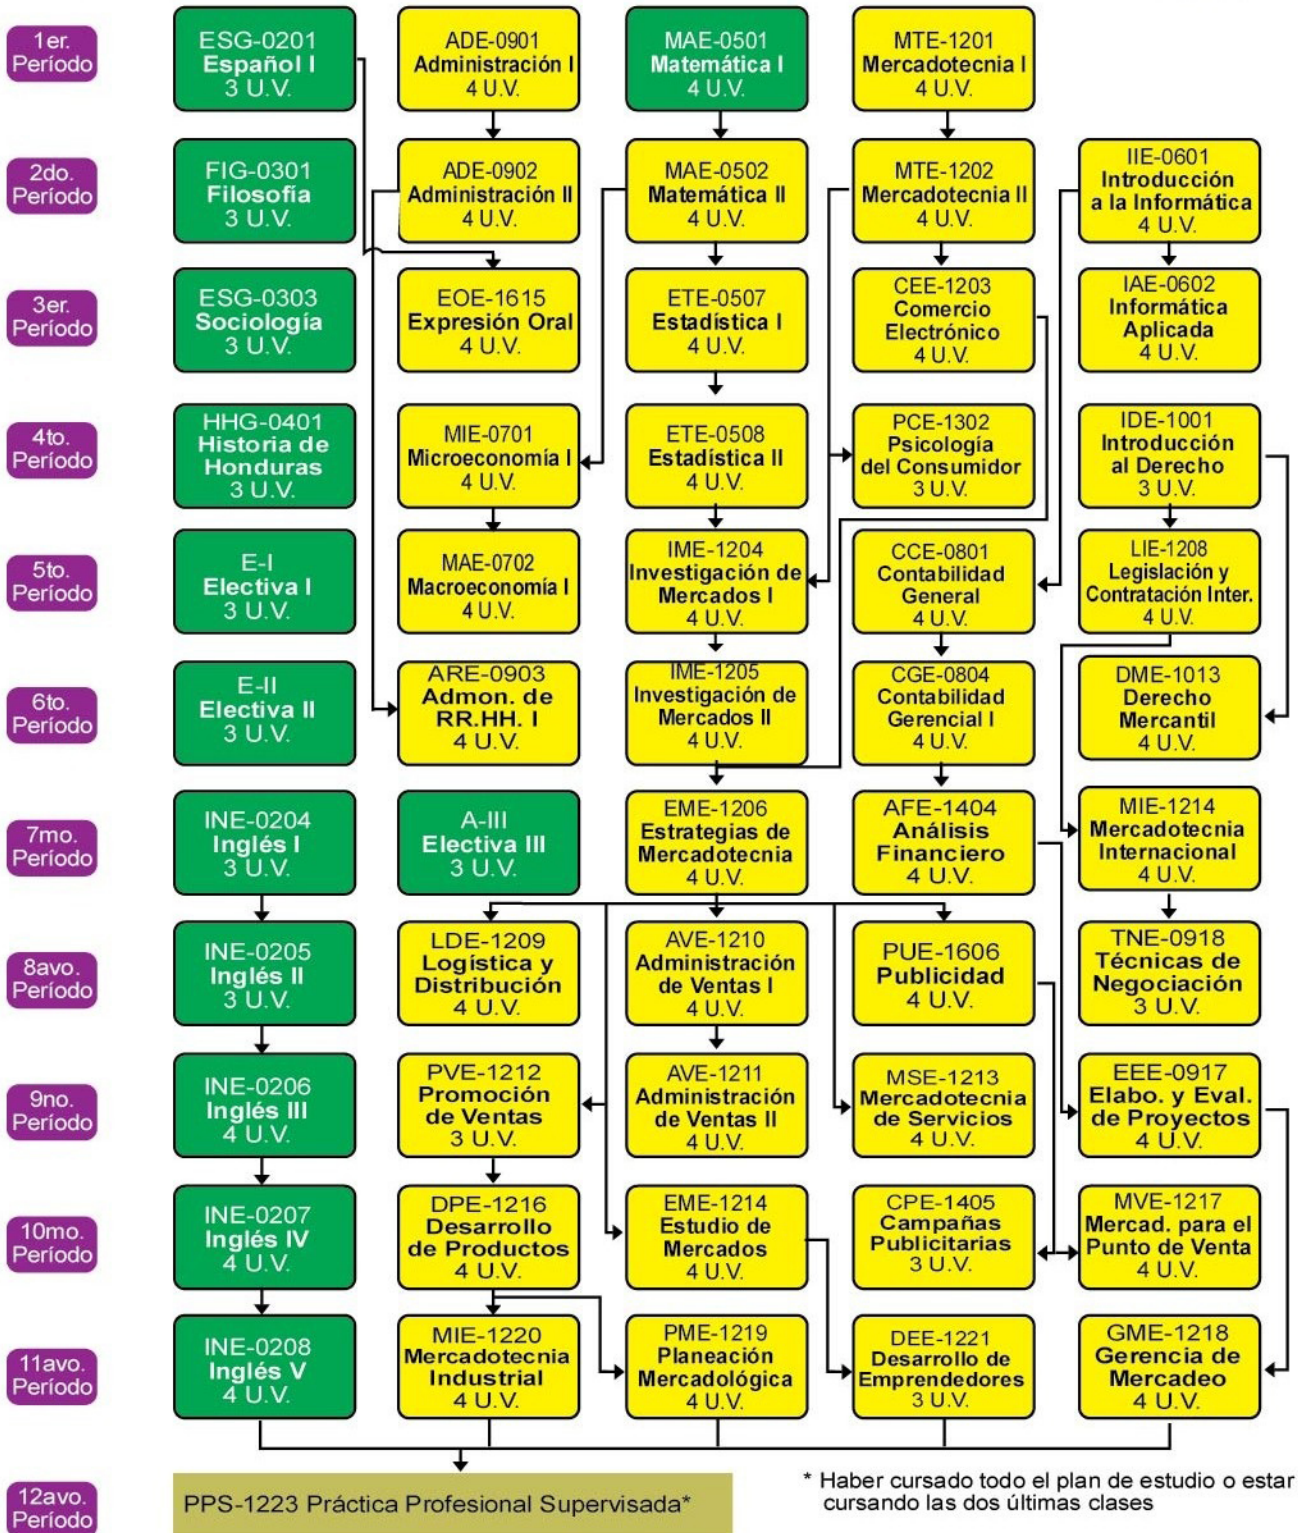 1er.
Período
ESG-0201
Español I
3 U.V.
ADE-0901
Administración I
4 U.V.
MAE-0501
Matemática I
4 U.V.
MTE-1201
Mercadotecnia I
4 U.V.
2do.
Período
FIG-0301
Filosofía
3 U.V.
ADE-0902
Administración II
4 U.V.
MAE-0502
Matemática II
4 U.V.
MTE-1202
Mercadotecnia II
4 U.V.
IIE-0601
Introducción
a la Informática
4 U.V.
3er.
Período
ESG-0303
Sociología
3 U.V.
EOE-1615
Expresión Oral
4 U.V.
ETE-0507
Estadística I
4 U.V.
CEE-1203
Comercio
Electrónico
4 U.V.
IAE-0602
Informática
Aplicada
4 U.V.
4to.
Período
HHG-0401
Historia de
Honduras
3 U.V.
MIE-0701
Microeconomía I
4 U.V.
ETE-0508
Estadística II
4 U.V.
PCE-1302
Psicología
del Consumidor
3 U.V.
IDE-1001
Introducción
al Derecho
3 U.V.
5to.
Período
E-I
Electiva I
3 U.V.
MAE-0702
Macroeconomía I
4 U.V.
IME-1204
Investigación de
Mercados I
4 U.V.
CCE-0801
Contabilidad
General
4 U.V.
LIE-1208
Legislación y
Contratación Inter.
4 U.V.
6to.
Período
E-II
Electiva II
3 U.V.
ARE-0903
Admon. de
RR.HH. I
4 U.V.
IME-1205
Investigación de
Mercados II
4 U.V.
CGE-0804
Contabilidad
Gerencial I
4 U.V.
DME-1013
Derecho
Mercantil
4 U.V.
7mo.
Período
INE-0204
Inglés I
3 U.V.
A-III
Electiva III
3 U.V.
EME-1206
Estrategias de
Mercadotecnia
4 U.V.
AFE-1404
Análisis
Financiero
4 U.V.
MIE-1214
Mercadotecnia
Internacional
4 U.V.
8avo.
Período
INE-0205
Inglés II
3 U.V.
LDE-1209
Logística y
Distribución
4 U.V.
AVE-1210
Administración
de Ventas I
4 U.V.
PUE-1606
Publicidad
4 U.V.
TNE-0918
Técnicas de
Negociación
3 U.V.
9no.
Período
INE-0206
Inglés III
4 U.V.
PVE-1212
Promoción
de Ventas
3 U.V.
AVE-1211
Administración
de Ventas II
4 U.V.
MSE-1213
Mercadotecnia
de Servicios
4 U.V.
EEE-0917
Elabo. y Eval.
de Proyectos
4 U.V.
10mo.
Período
INE-0207
Inglés IV
4 U.V.
DPE-1216
Desarrollo
de Productos
4 U.V.
EME-1214
Estudio de
Mercados
4 U.V.
CPE-1405
Campañas
Publicitarias
3 U.V.
MVE-1217
Mercad. para el
Punto de Venta
4 U.V.
11avo.
Período
INE-0208
Inglés V
4 U.V.
MIE-1220
Mercadotecnia
Industrial
4 U.V.
PME-1219
Planeación
Mercadológica
4 U.V.
DEE-1221
Desarrollo de
Emprendedores
3 U.V.
GME-1218
Gerencia de
Mercadeo
4 U.V.
12avo.
Período
PPS-1223 Práctica Profesional Supervisada*
* Haber cursado todo el plan de estudio o estar
cursando las dos últimas clases